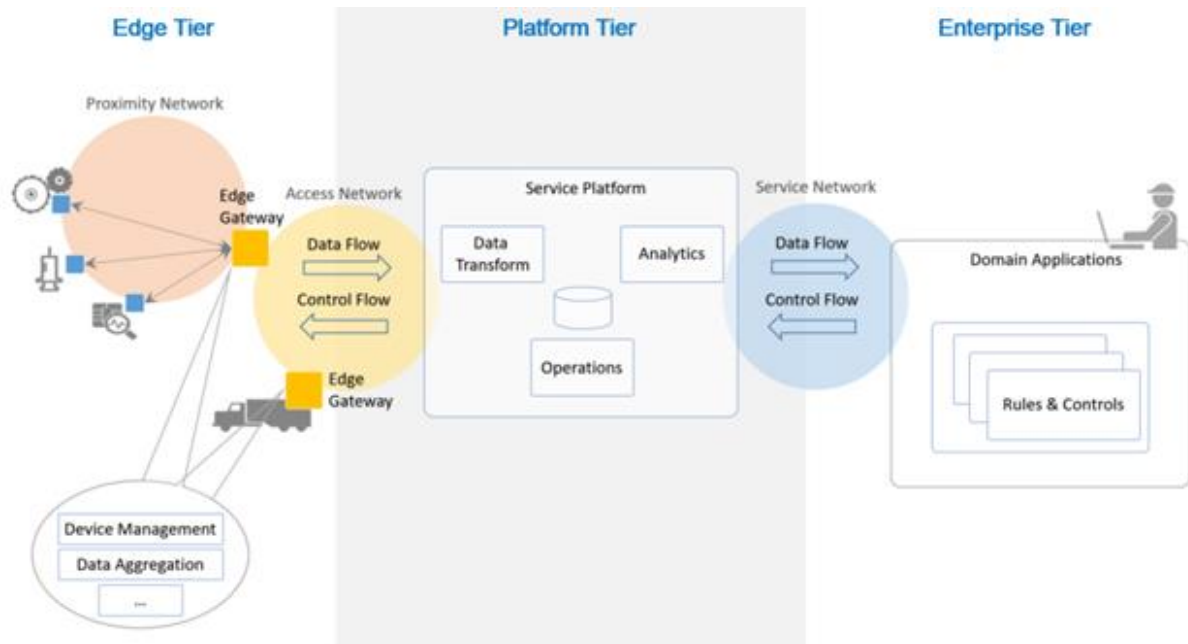 Edge Tier
Platform Tier
Enterprise Tier
Proximity Network
Edge
Gateway
Access Network
Data Flow
Control Flow
Edge
Gateway
Device Management
Data Aggregation
...
Service Platform
Data
Transform
Analytics
Operations
Service Network
Data Flow
Control Flow
Domain Applications
Rules & Controls